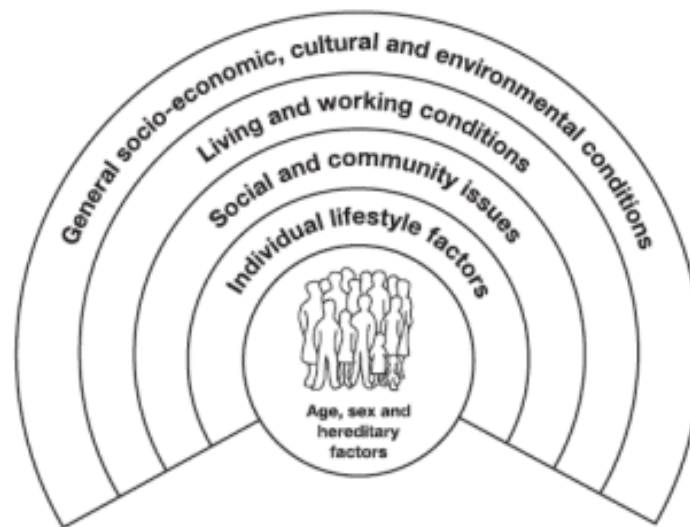 General socio-economic, cultural and environmental conditions
Living and working conditions
Social and community issues
Individual lifestyle factors
Age, sex and
hereditary
factors